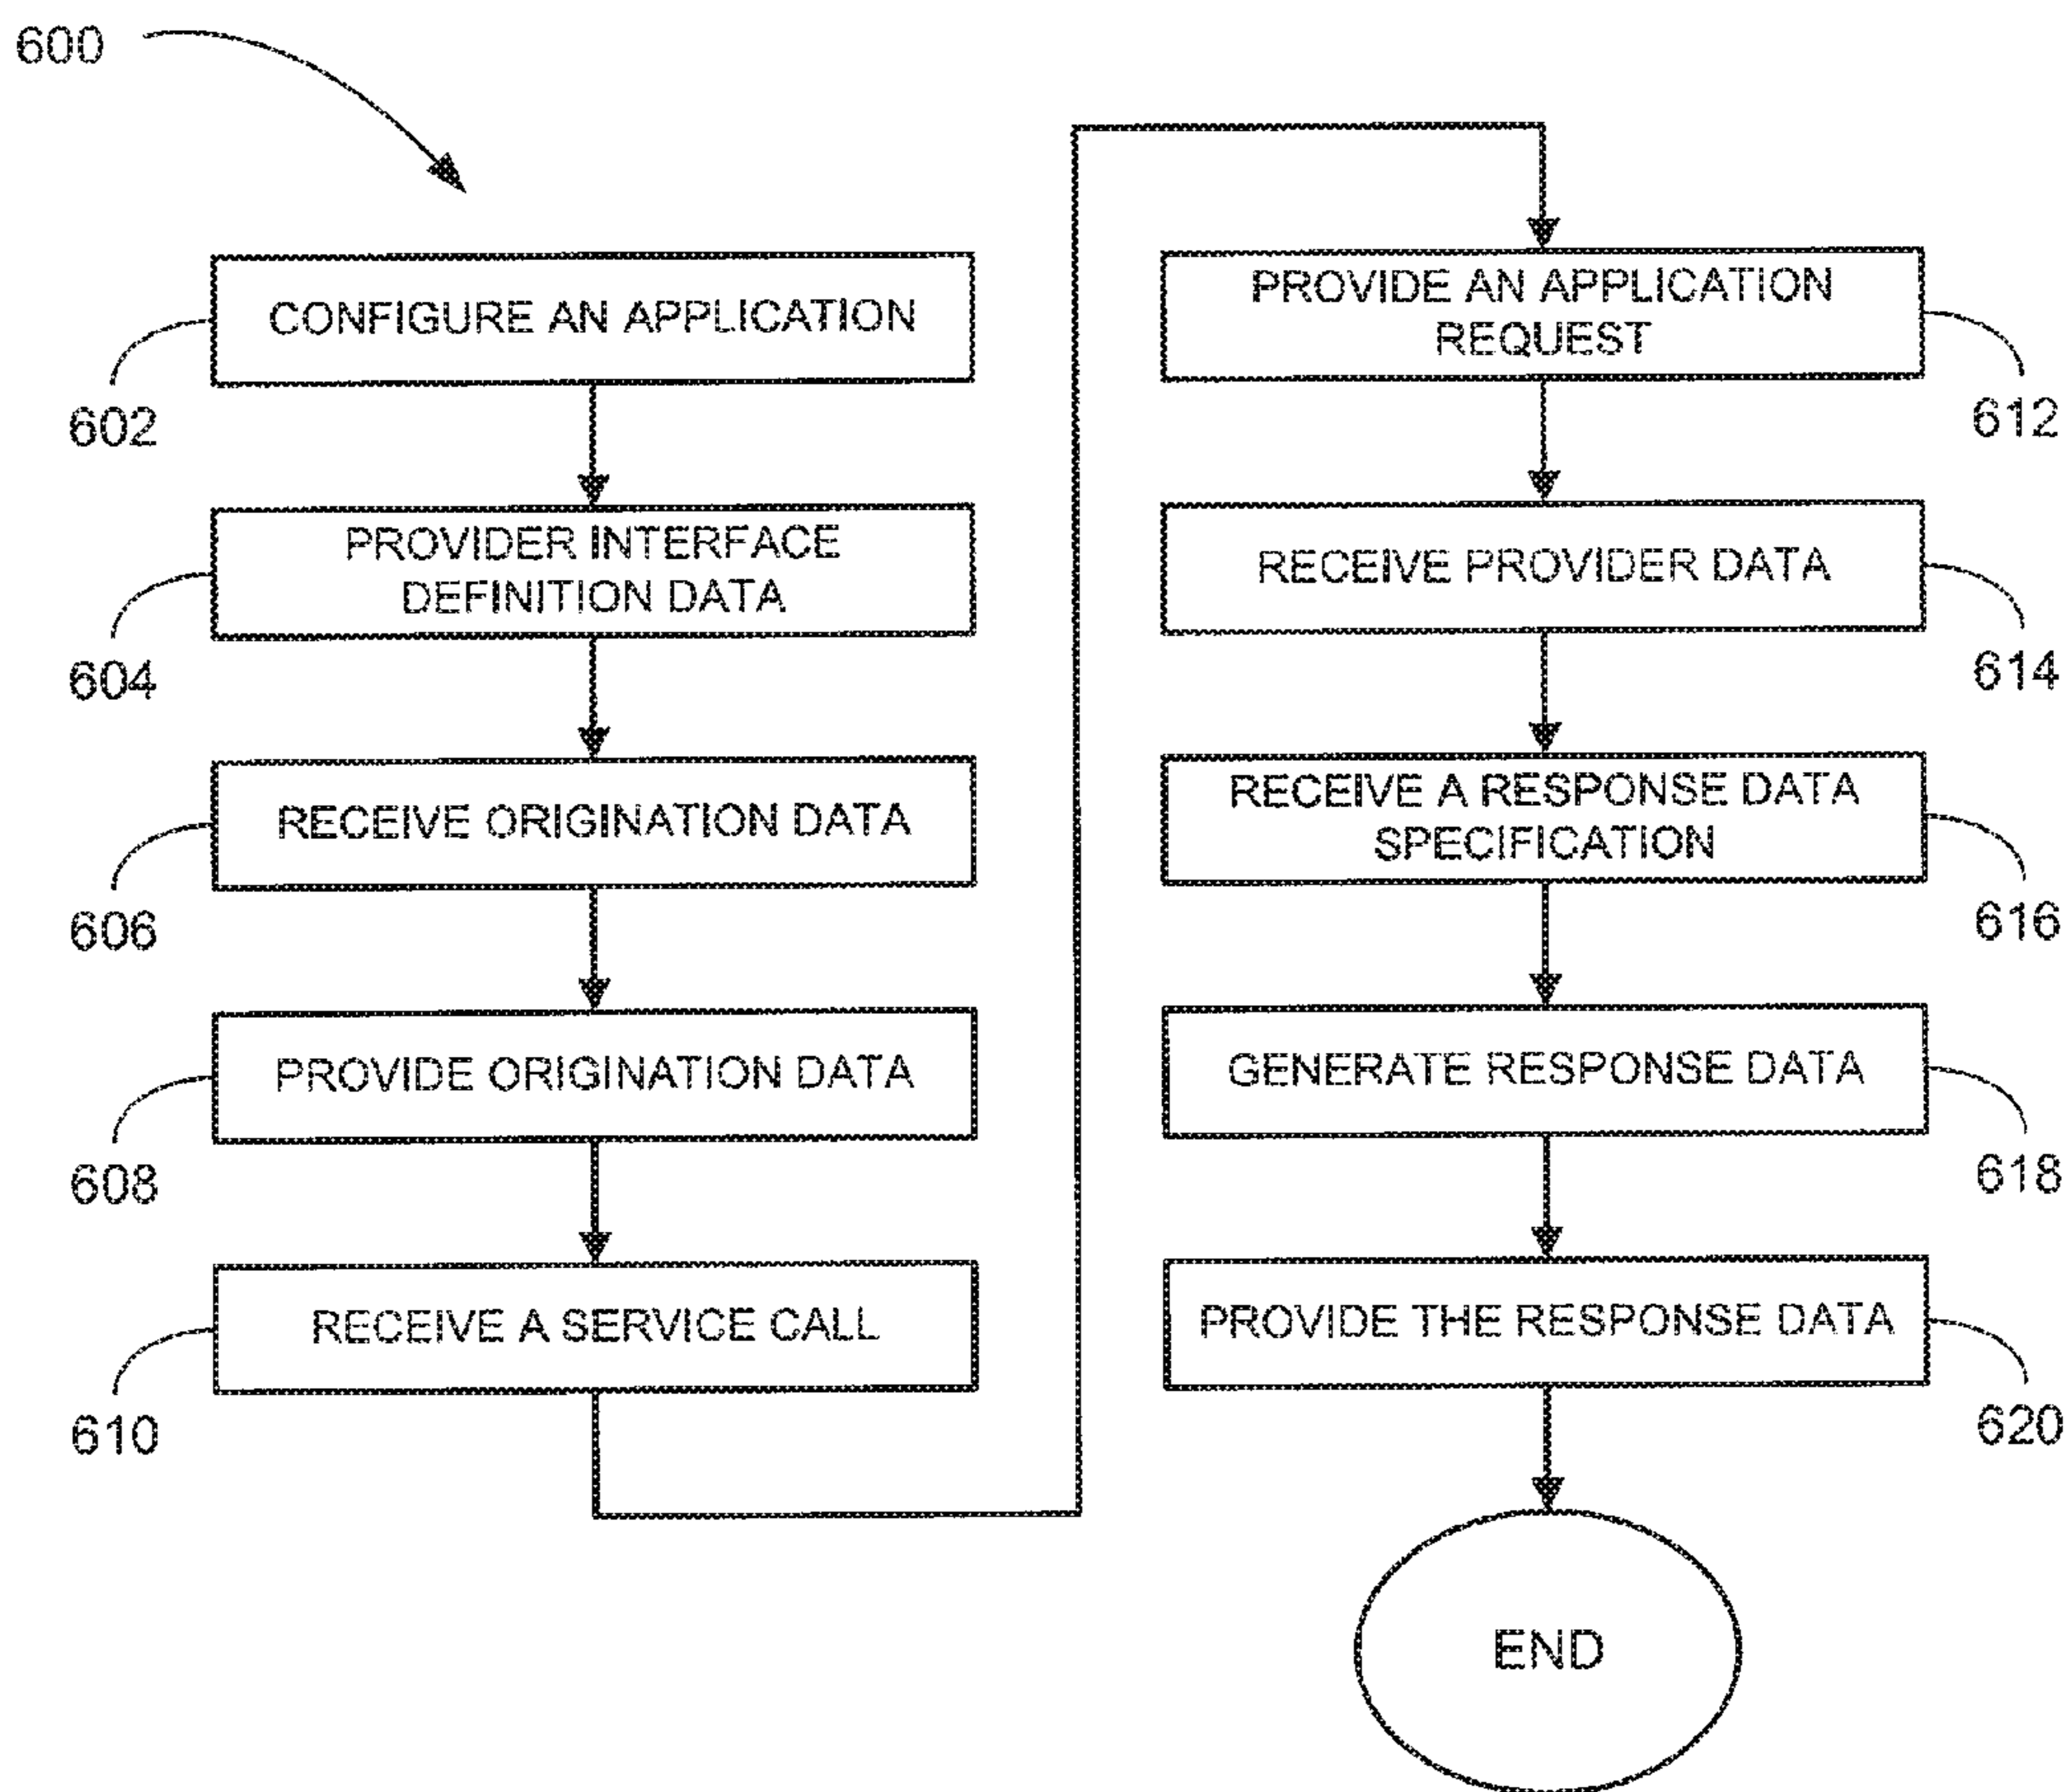 600
CONFIGURE AN APPLICATION
602
PROVIDER INTERFACE
DEFINITION DATA
604
RECEIVE ORIGINATION DATA
606
PROVIDE ORIGINATION DATA
608
RECEIVE A SERVICE CALL
610
PROVIDE AN APPLICATION
REQUEST
612
RECEIVE PROVIDER DATA
614
RECEIVE A RESPONSE DATA
SPECIFICATION
616
GENERATE RESPONSE DATA
618
PROVIDE THE RESPONSE DATA
620
END